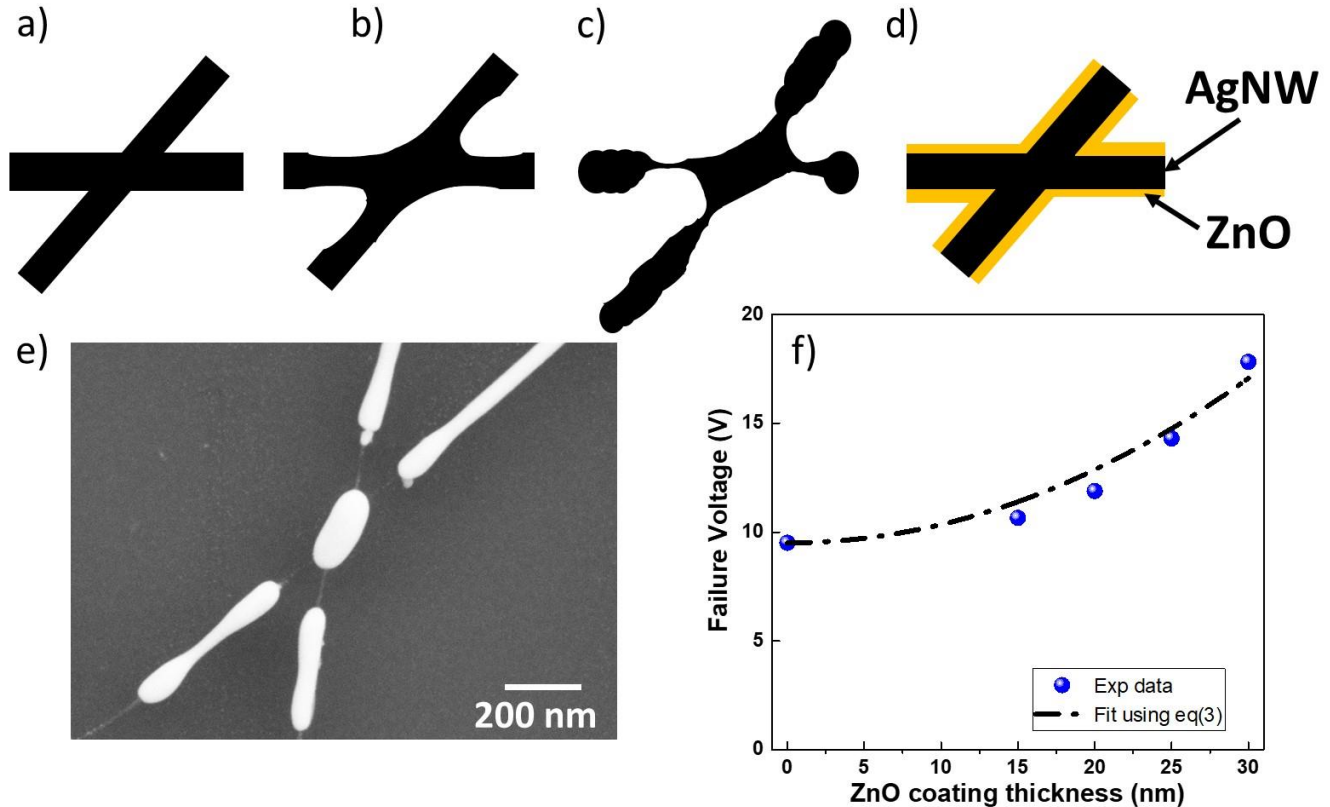 a)
b)
c)
d)
AgNW
ZnO
e)
200 nm
f)
20
15
10
5
0
Failure Voltage (V)
Exp data
Fit using eq(3)
0 5 10 15 20 25 30
ZnO coating thickness (nm)